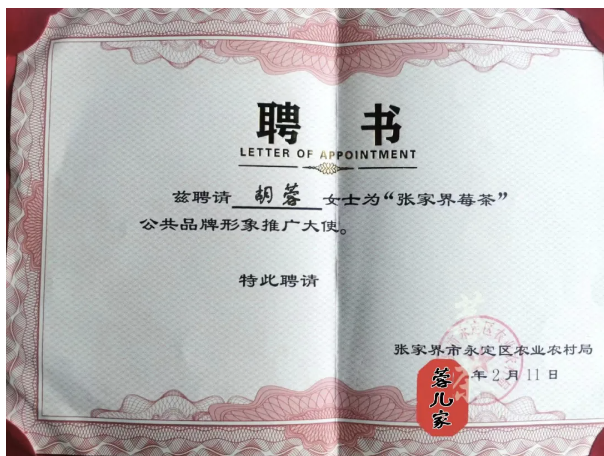 聘 书
LETTER OF APPOINTMENT
兹聘请 胡蓉 女士为“张家界莓茶”
公共品牌形象推广大使。
特此聘请
张家界市永定区农业农村局
年2月11日
蓉儿家